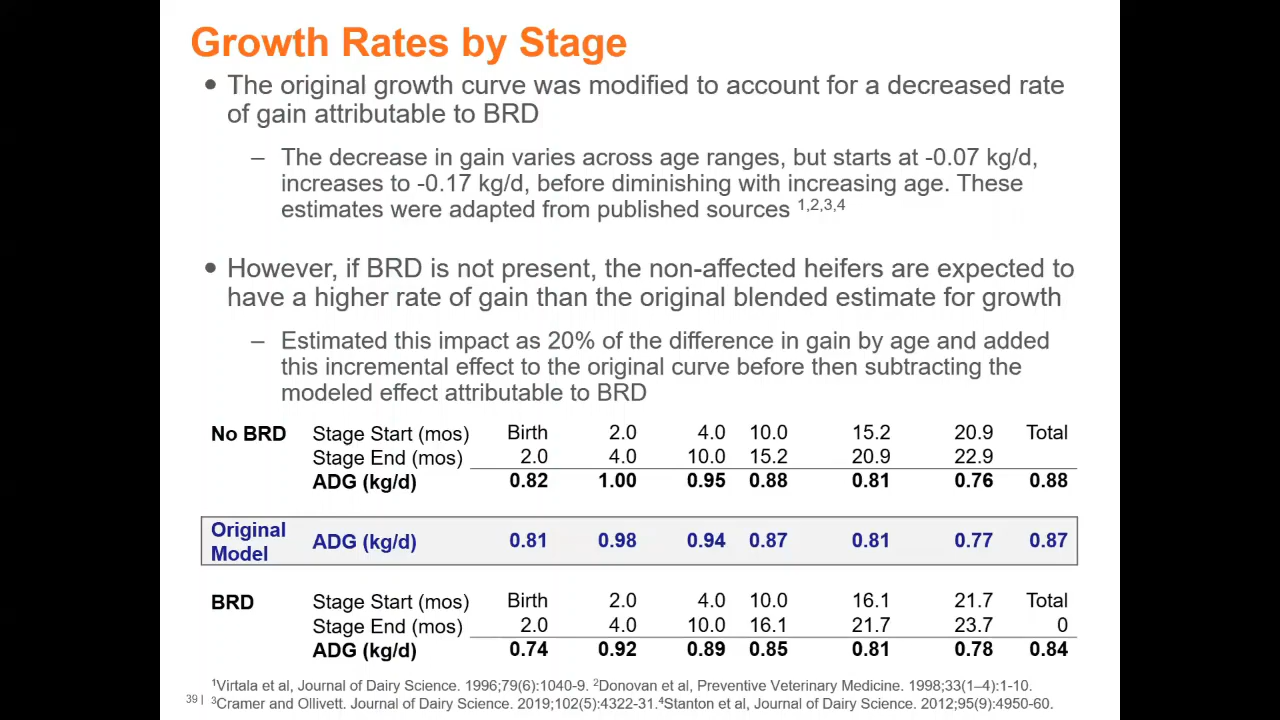 Growth Rates by Stage
• The original growth curve was modified to account for a decreased rate
of gain attributable to BRD
– The decrease in gain varies across age ranges, but starts at -0.07 kg/d,
increases to -0.17 kg/d, before diminishing with increasing age. These
estimates were adapted from published sources 1,2,3,4
• However, if BRD is not present, the non-affected heifers are expected to
have a higher rate of gain than the original blended estimate for growth
– Estimated this impact as 20% of the difference in gain by age and added
this incremental effect to the original curve before then subtracting the
modeled effect attributable to BRD
No BRD Stage Start (mos) Birth 2.0 4.0 10.0 15.2 20.9 Total
Stage End (mos) 2.0 4.0 10.0 15.2 20.9 22.9
ADG (kg/d) 0.82 1.00 0.95 0.88 0.81 0.76 0.88
Original
Model ADG (kg/d) 0.81 0.98 0.94 0.87 0.81 0.77 0.87
BRD Stage Start (mos) Birth 2.0 4.0 10.0 16.1 21.7 Total
Stage End (mos) 2.0 4.0 10.0 16.1 21.7 23.7 0
ADG (kg/d) 0.74 0.92 0.89 0.85 0.81 0.78 0.84
1Virtala et al, Journal of Dairy Science. 1996;79(6):1040-9. 2Donovan et al, Preventive Veterinary Medicine. 1998;33(1–4):1-10.
39 | 3Cramer and Ollivett. Journal of Dairy Science. 2019;102(5):4322-31.4Stanton et al, Journal of Dairy Science. 2012;95(9):4950-60.